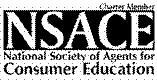 Charter Member
NSACE
National Society of Agents for
Consumer Education